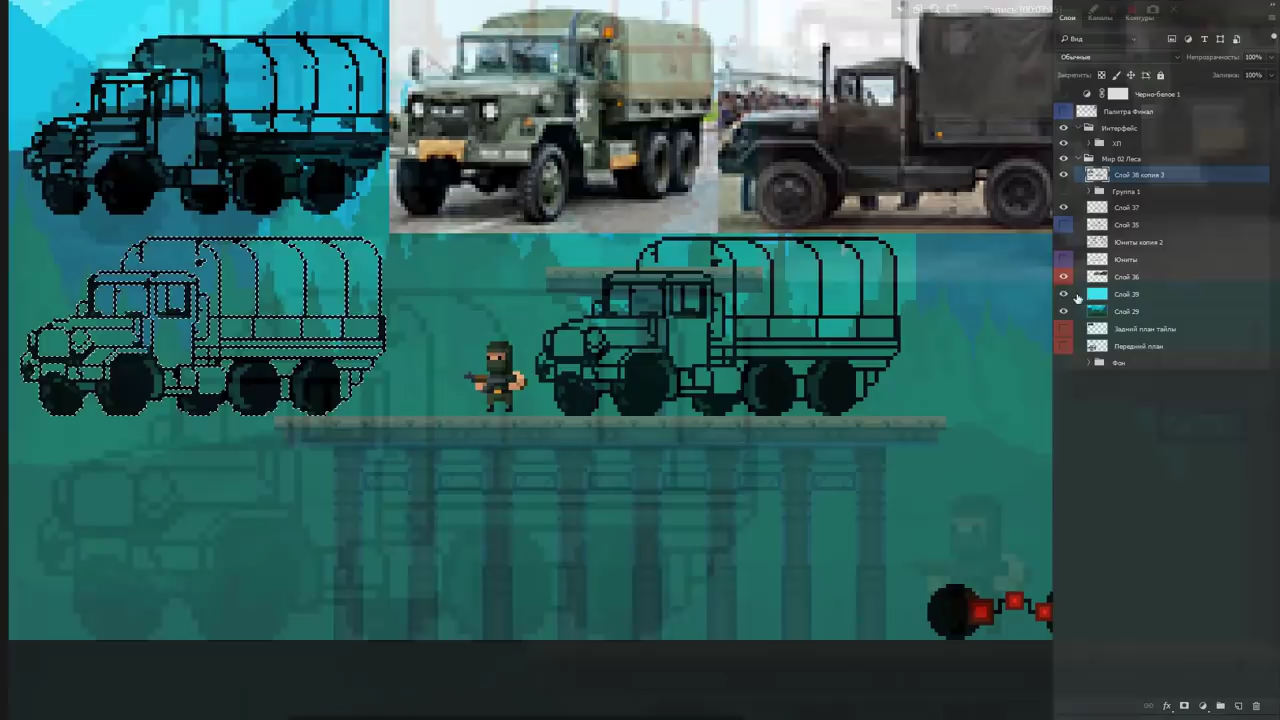 Запись
Слои Каналы Контуры
Вид
Обычные Непрозрачность: 100%
Закрепить: Заливка: 100%
Черно-белое 1
Палитра Финал
Интерфейс
ХП
Мир 02 Леса
Слой 38 копия 3
Группа 1
Слой 37
Слой 35
Юниты копия 2
Юниты
Слой 36
Слой 39
Слой 29
Задний план тайлы
Передний план
Фон
fx